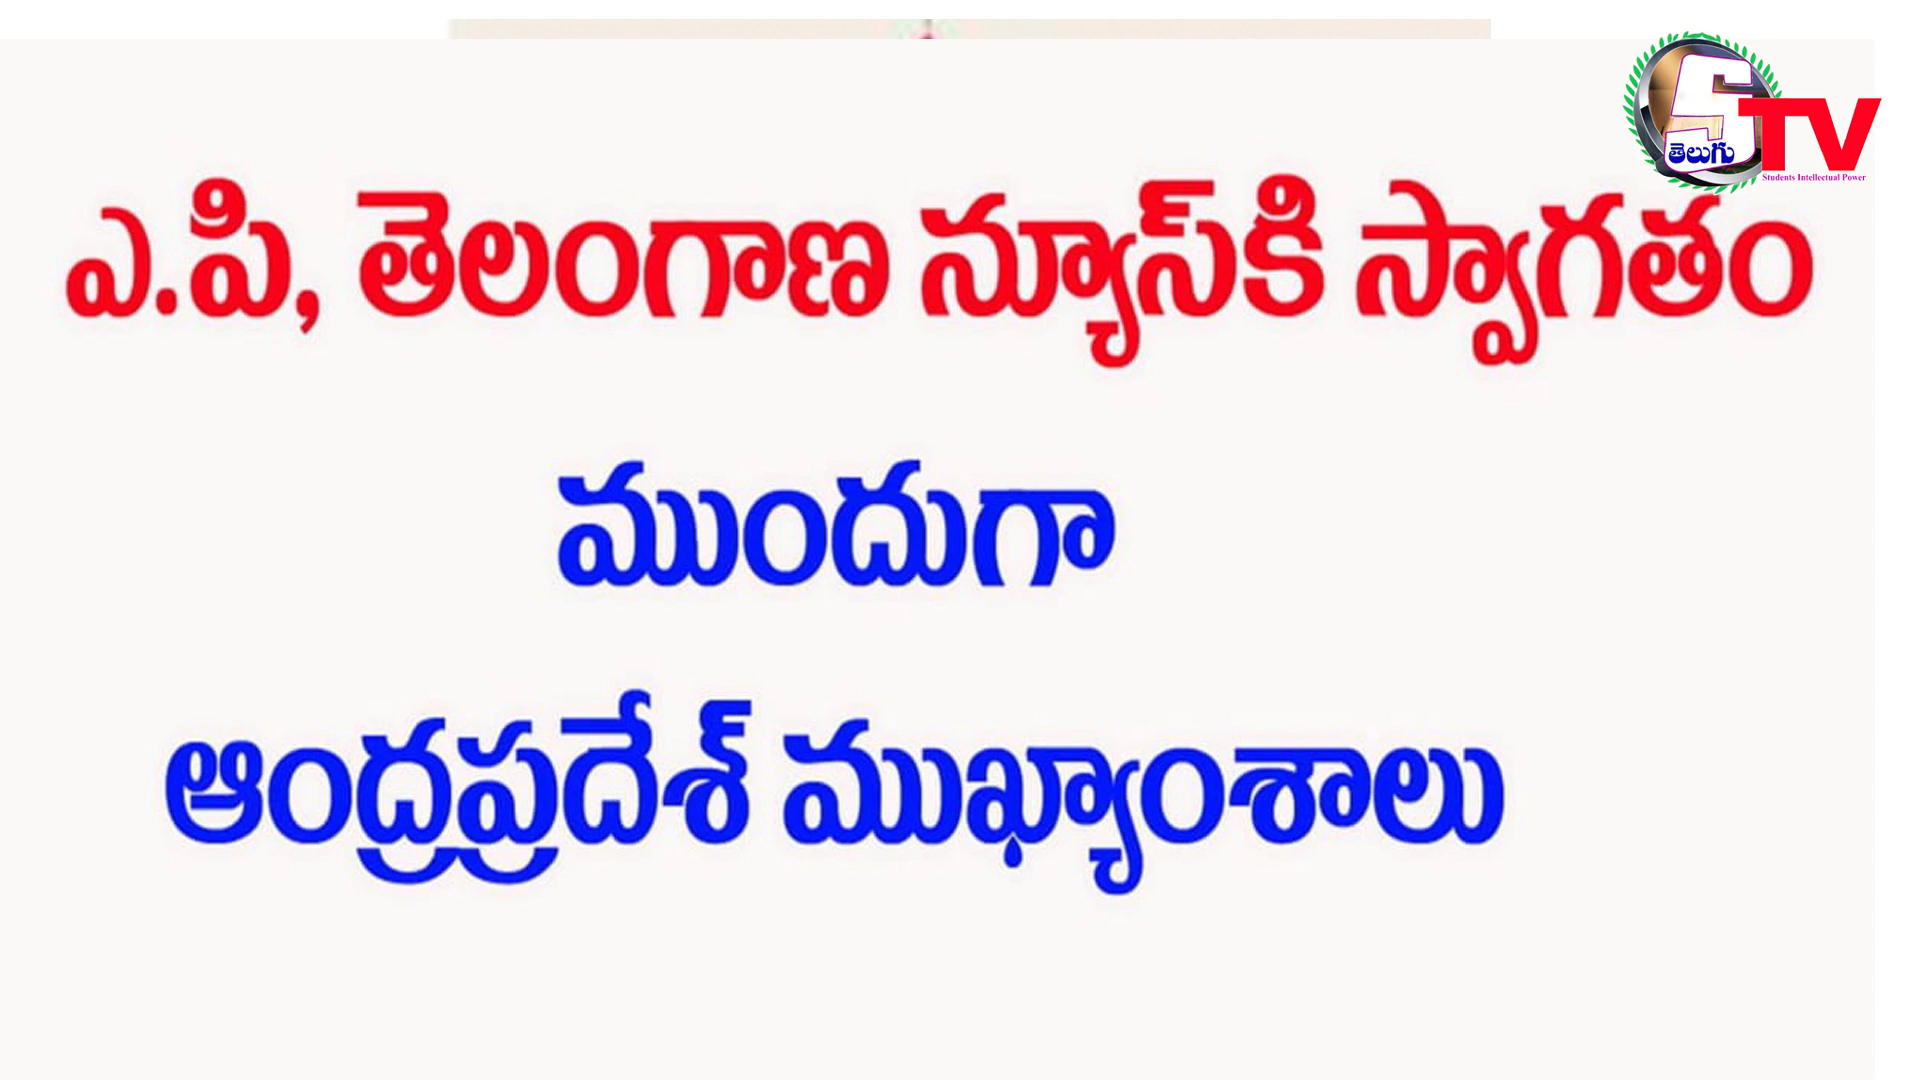 S TV
తెలుగు
Students Intellectual Power
ఎ.పి, తెలంగాణ న్యూస్‌కి స్వాగతం
ముందుగా
ఆంద్రప్రదేశ్ ముఖ్యాంశాలు